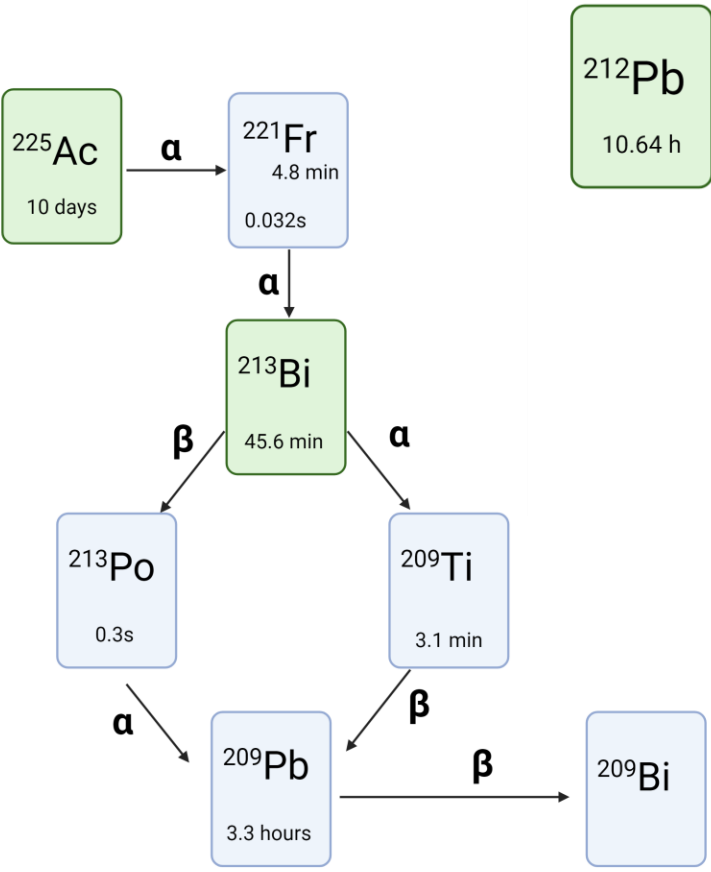 ²¹²Pb
10.64 h
²²⁵Ac
10 days
α
²²¹Fr
4.8 min
0.032s
α
²¹³Bi
45.6 min
β
α
²¹³Po
0.3s
²⁰⁹Ti
3.1 min
α
β
²⁰⁹Pb
3.3 hours
β
²⁰⁹Bi